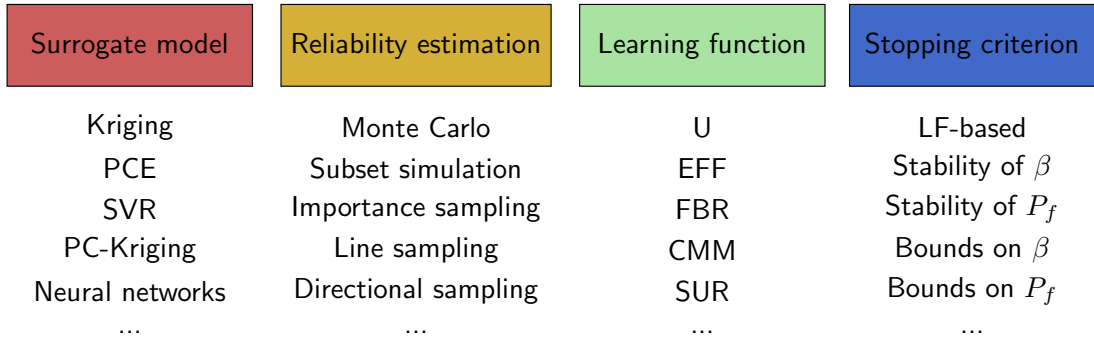 Surrogate model Reliability estimation Learning function Stopping criterion
Kriging Monte Carlo U LF-based
PCE Subset simulation EFF Stability of β
SVR Importance sampling FBR Stability of P_f
PC-Kriging Line sampling CMM Bounds on β
Neural networks Directional sampling SUR Bounds on P_f
... ... ... ...